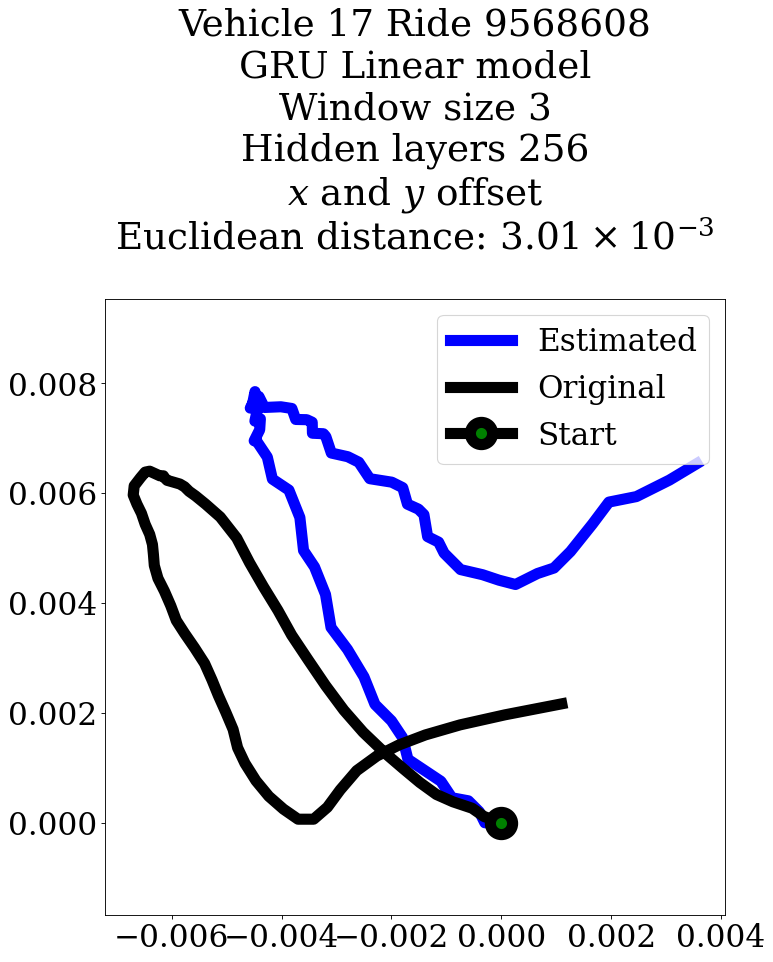 Vehicle 17 Ride 9568608
GRU Linear model
Window size 3
Hidden layers 256
x and y offset
Euclidean distance: 3.01 × 10⁻³
Estimated
Original
Start
0.008
0.006
0.004
0.002
0.000
−0.006 −0.004 −0.002 0.000 0.002 0.004